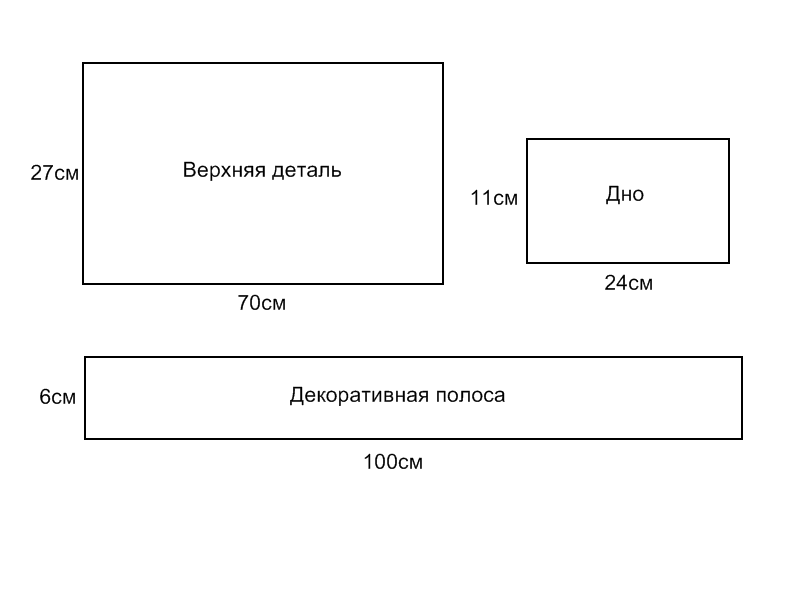 27см
Верхняя деталь
70см
11см
Дно
24см
6см
Декоративная полоса
100см